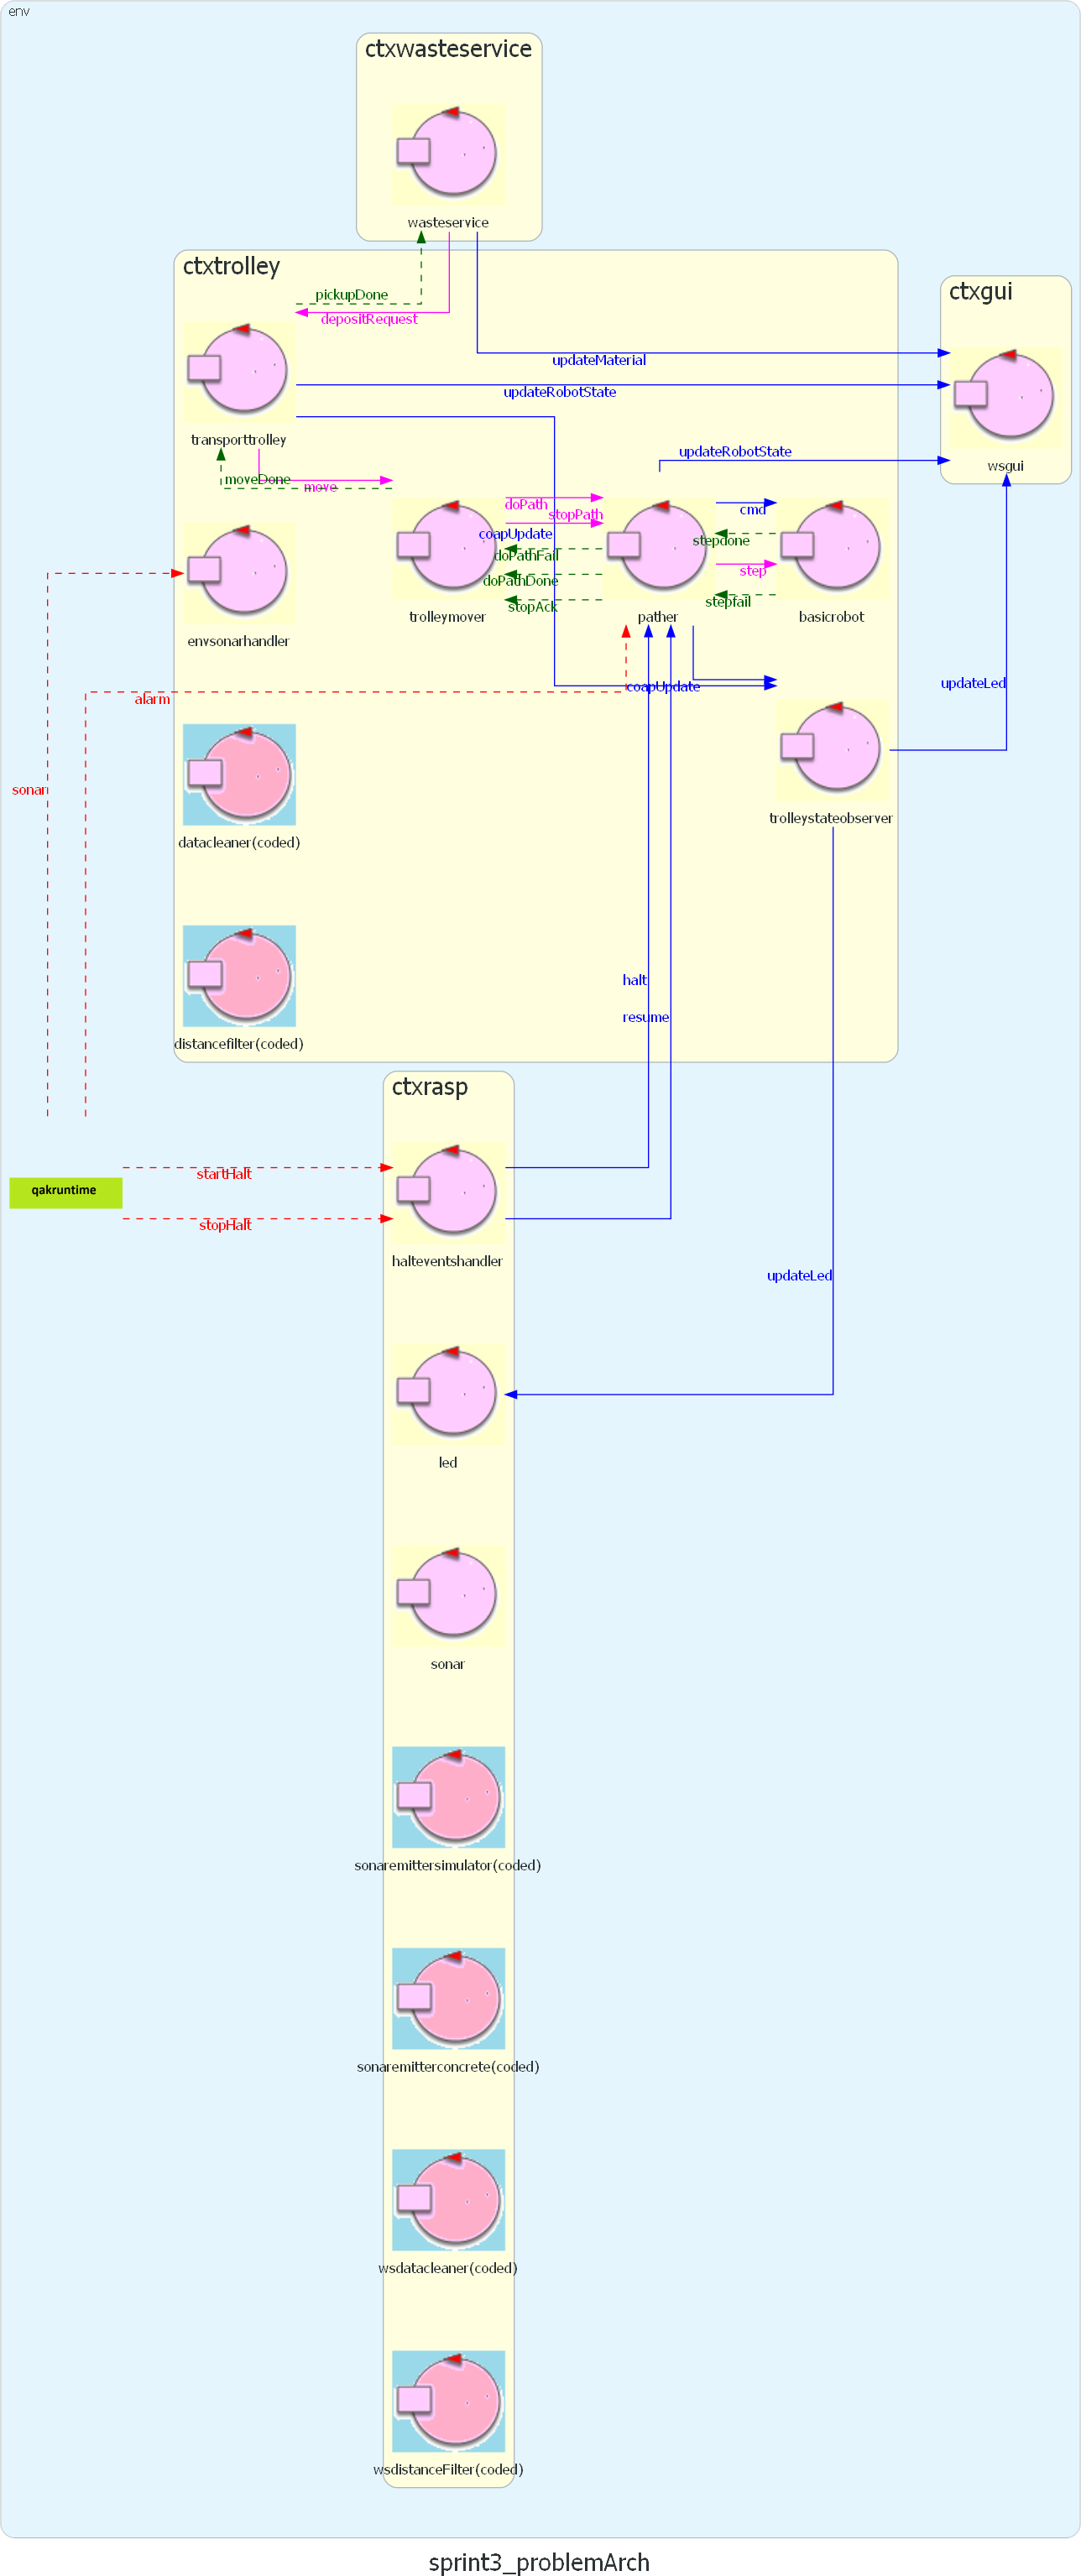 env
ctxwasteservice
wasteservice
ctxtrolley
ctxgui
pickupDone
depositRequest
updateMaterial
updateRobotState
transporttrolley
updateRobotState
wsgui
moveDone
move
doPath
stopPath
cmd
coapUpdate
stepdone
doPathFail
step
doPathDone
stepfail
stopAck
trolleymover
pather
basicrobot
envsonarhandler
updateLed
coapUpdate
alarm
sonar
trolleystateobserver
datacleaner(coded)
halt
resume
distancefilter(coded)
ctxrasp
startHalt
qakruntime
stopHalt
halteventshandler
updateLed
led
sonar
sonaremittersimulator(coded)
sonaremitterconcrete(coded)
wsdatacleaner(coded)
wsdistanceFilter(coded)
sprint3_problemArch